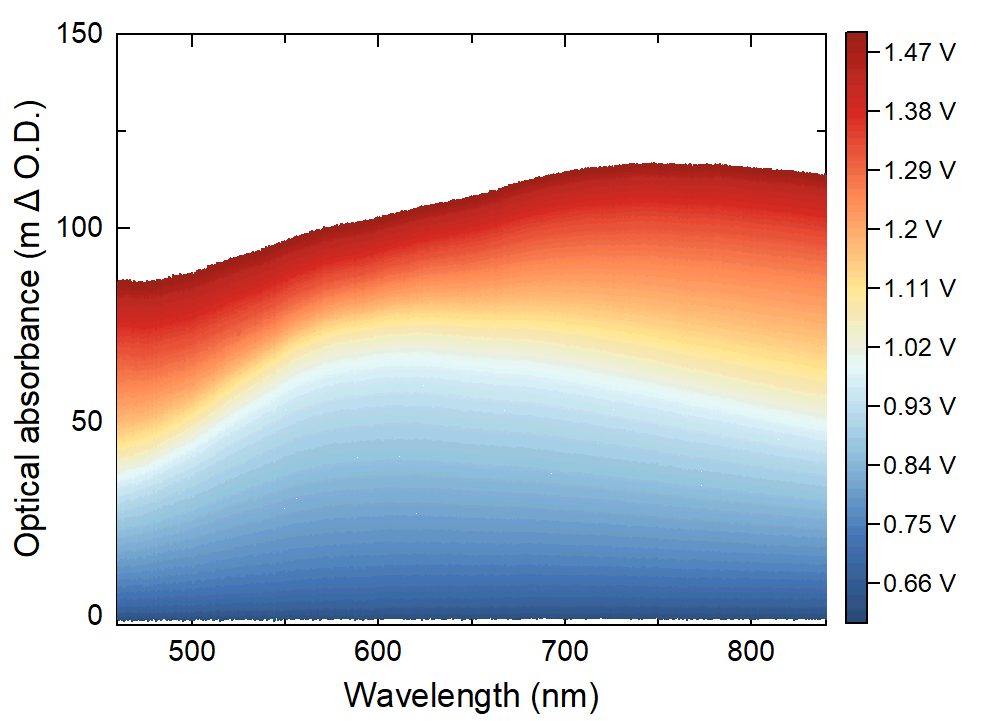 150
100
50
0
500 600 700 800
Wavelength (nm)
Optical absorbance (m Δ O.D.)
1.47 V
1.38 V
1.29 V
1.2 V
1.11 V
1.02 V
0.93 V
0.84 V
0.75 V
0.66 V